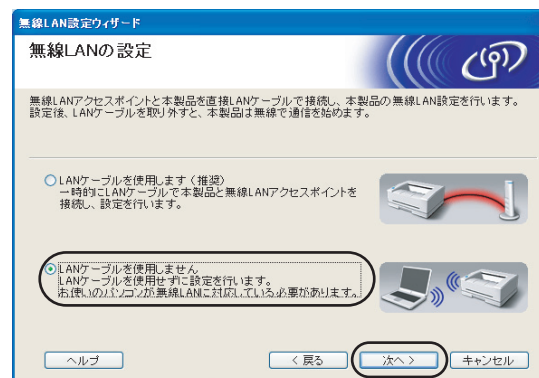 無線LAN設定ウィザード
無線LANの設定
無線LANアクセスポイントと本製品を直接LANケーブルで接続し、本製品の無線LAN設定を行います。
設定後、LANケーブルを取り外すと、本製品は無線で通信を始めます。
LANケーブルを使用します（推奨）
一時的にLANケーブルで本製品と無線LANアクセスポイントを
接続し、設定を行います。
LANケーブルを使用しません
LANケーブルを使用せずに設定を行います。
お使いのパソコンが無線LANに対応している必要があります。
ヘルプ
< 戻る
次へ >
キャンセル